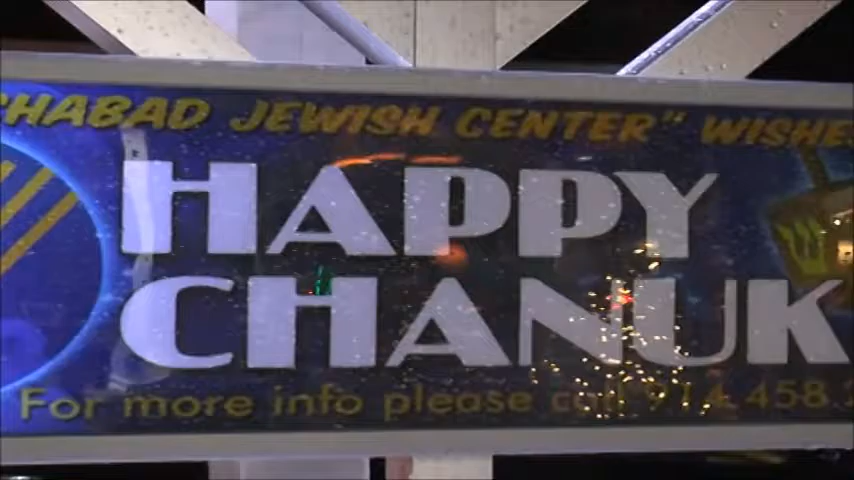 CHABAD JEWISH CENTER" WISHES
HAPPY
CHANUK
For more info please call 914 458